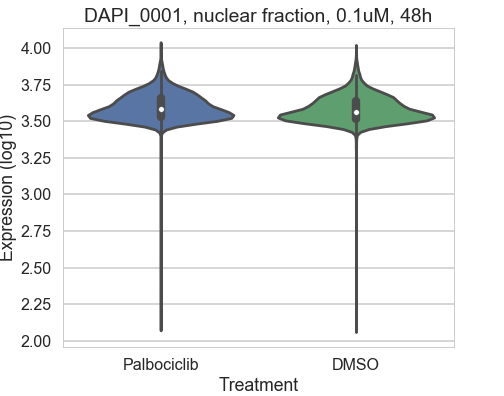 DAPI_0001, nuclear fraction, 0.1uM, 48h
Expression (log10)
4.00
3.75
3.50
3.25
3.00
2.75
2.50
2.25
2.00
Palbociclib DMSO
Treatment